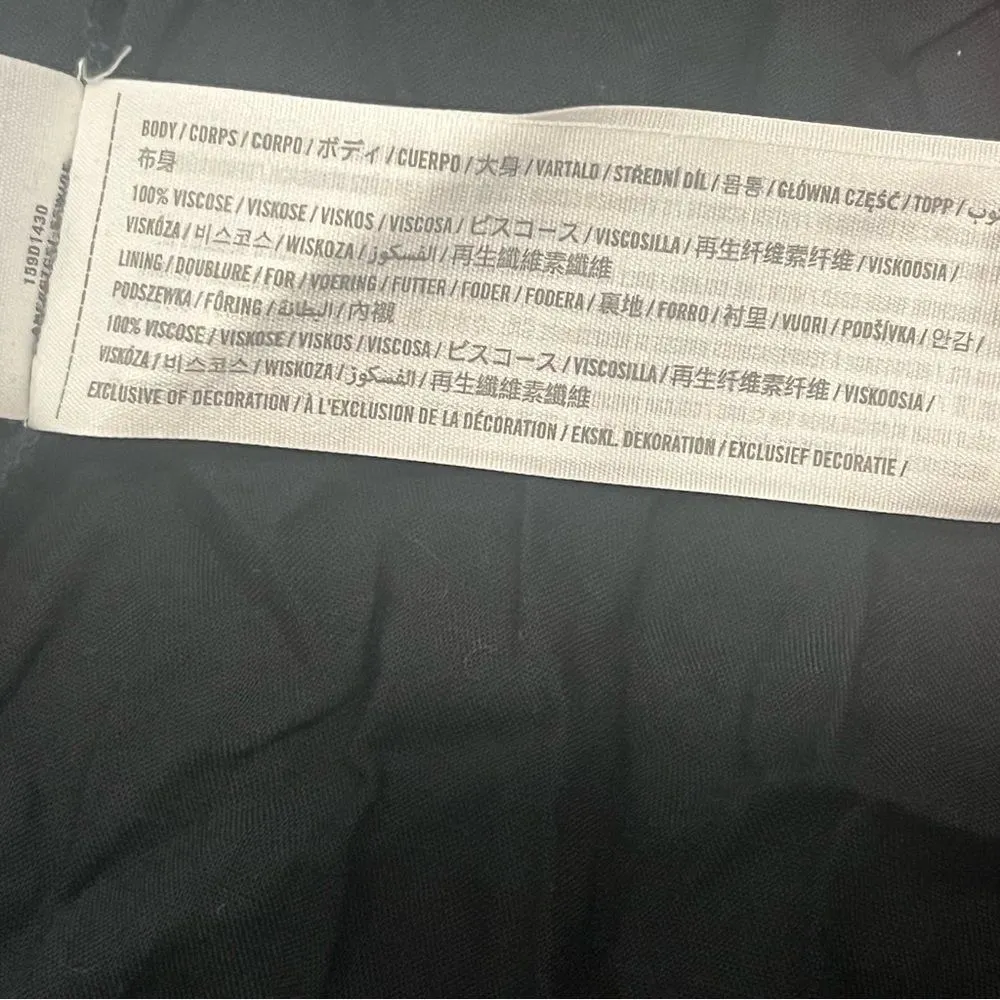 BODY / CORPS / CORPO / ボディ / CUERPO / 大身 / VARTALO / STŘEDNÍ DÍL / 몸통 / GŁÓWNA CZĘŚĆ / TOPP /
布身
100% VISCOSE / VISKOSE / VISKOS / VISCOSA / ビスコース / VISCOSILLA / 再生纤维素纤维 / VISKOOSIA /
VISKÓZA / 비스코스 / WISKOZA / الفسكوز / 再生纖維素纖維
LINING / DOUBLURE / FOR / VOERING / FUTTER / FODER / FODERA / 裏地 / FORRO / 衬里 / VUORI / PODŠÍVKA / 안감 /
PODSZEWKA / FÔRING / البطانة / 內襯
100% VISCOSE / VISKOSE / VISKOS / VISCOSA / ビスコース / VISCOSILLA / 再生纤维素纤维 / VISKOOSIA /
VISKÓZA / 비스코스 / WISKOZA / الفسكوز / 再生纖維素纖維
EXCLUSIVE OF DECORATION / À L'EXCLUSION DE LA DÉCORATION / EKSKL. DEKORATION / EXCLUSIEF DECORATIE /
159D1430